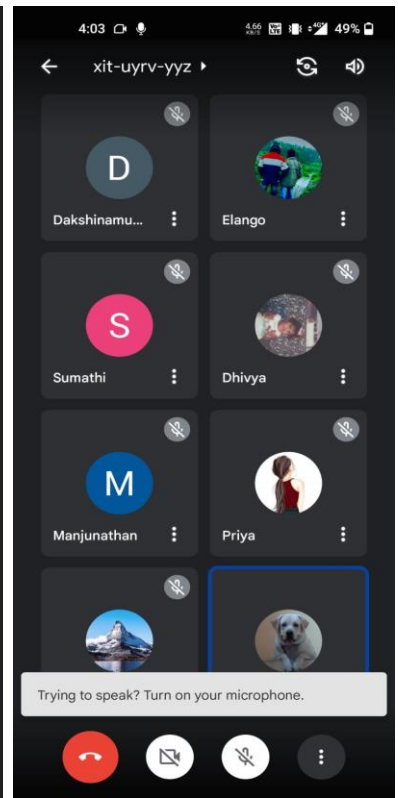 4:03 4.66 KB/S 4G 49%
xit-uyrv-yyz
D
Dakshinamu... Elango
S
Sumathi Dhivya
M
Manjunathan Priya
Trying to speak? Turn on your microphone.